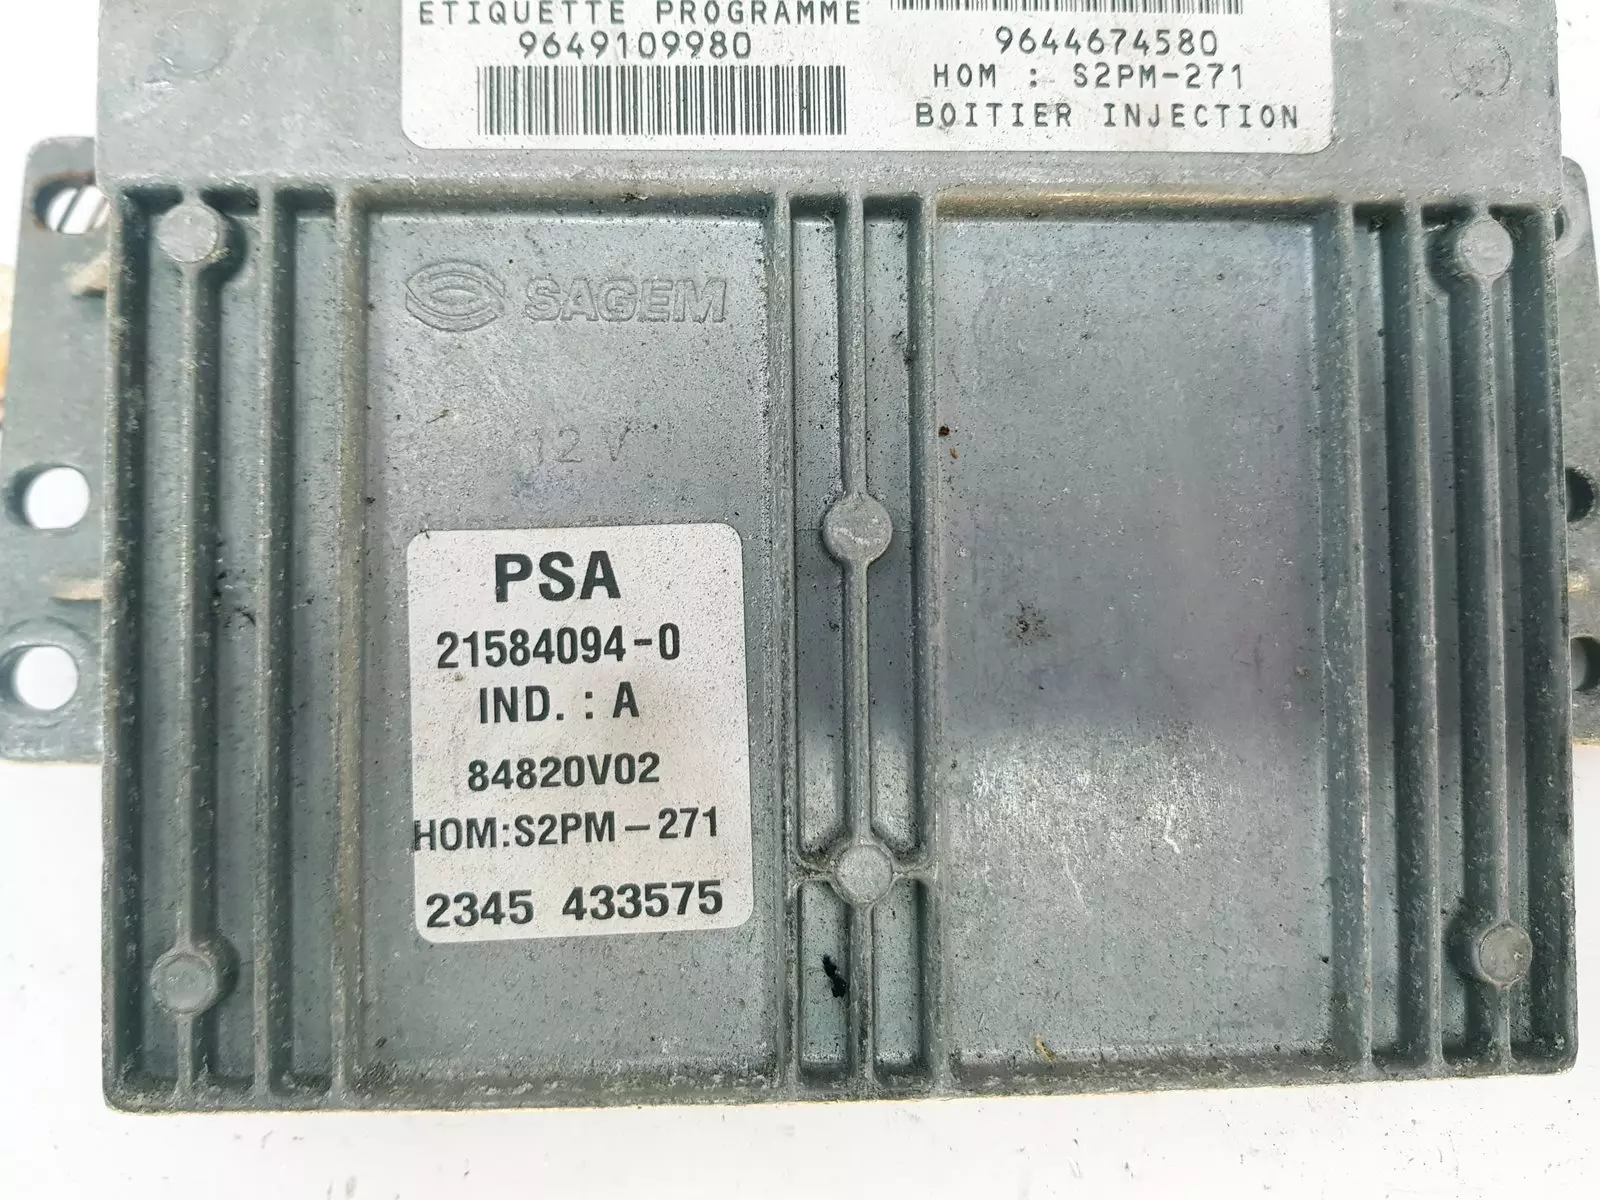 ETIQUETTE PROGRAMME
9649109980
9644674580
HOM : S2PM-271
BOITIER INJECTION
SAGEM
12 V
PSA
21584094-0
IND. : A
84820V02
HOM:S2PM-271
2345 433575